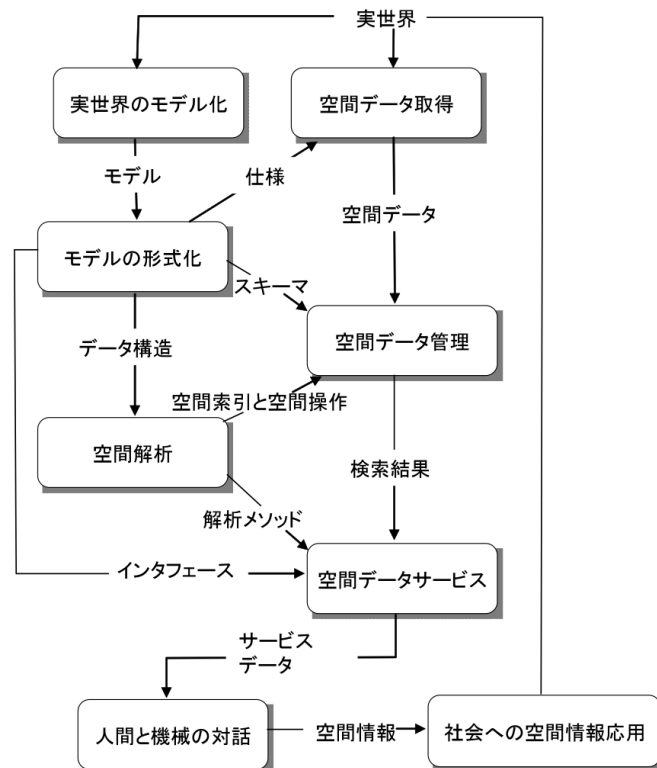 実世界
実世界のモデル化
空間データ取得
モデル
仕様
空間データ
モデルの形式化
スキーマ
データ構造
空間データ管理
空間索引と空間操作
空間解析
検索結果
解析メソッド
インタフェース
空間データサービス
サービス
データ
人間と機械の対話
空間情報
社会への空間情報応用